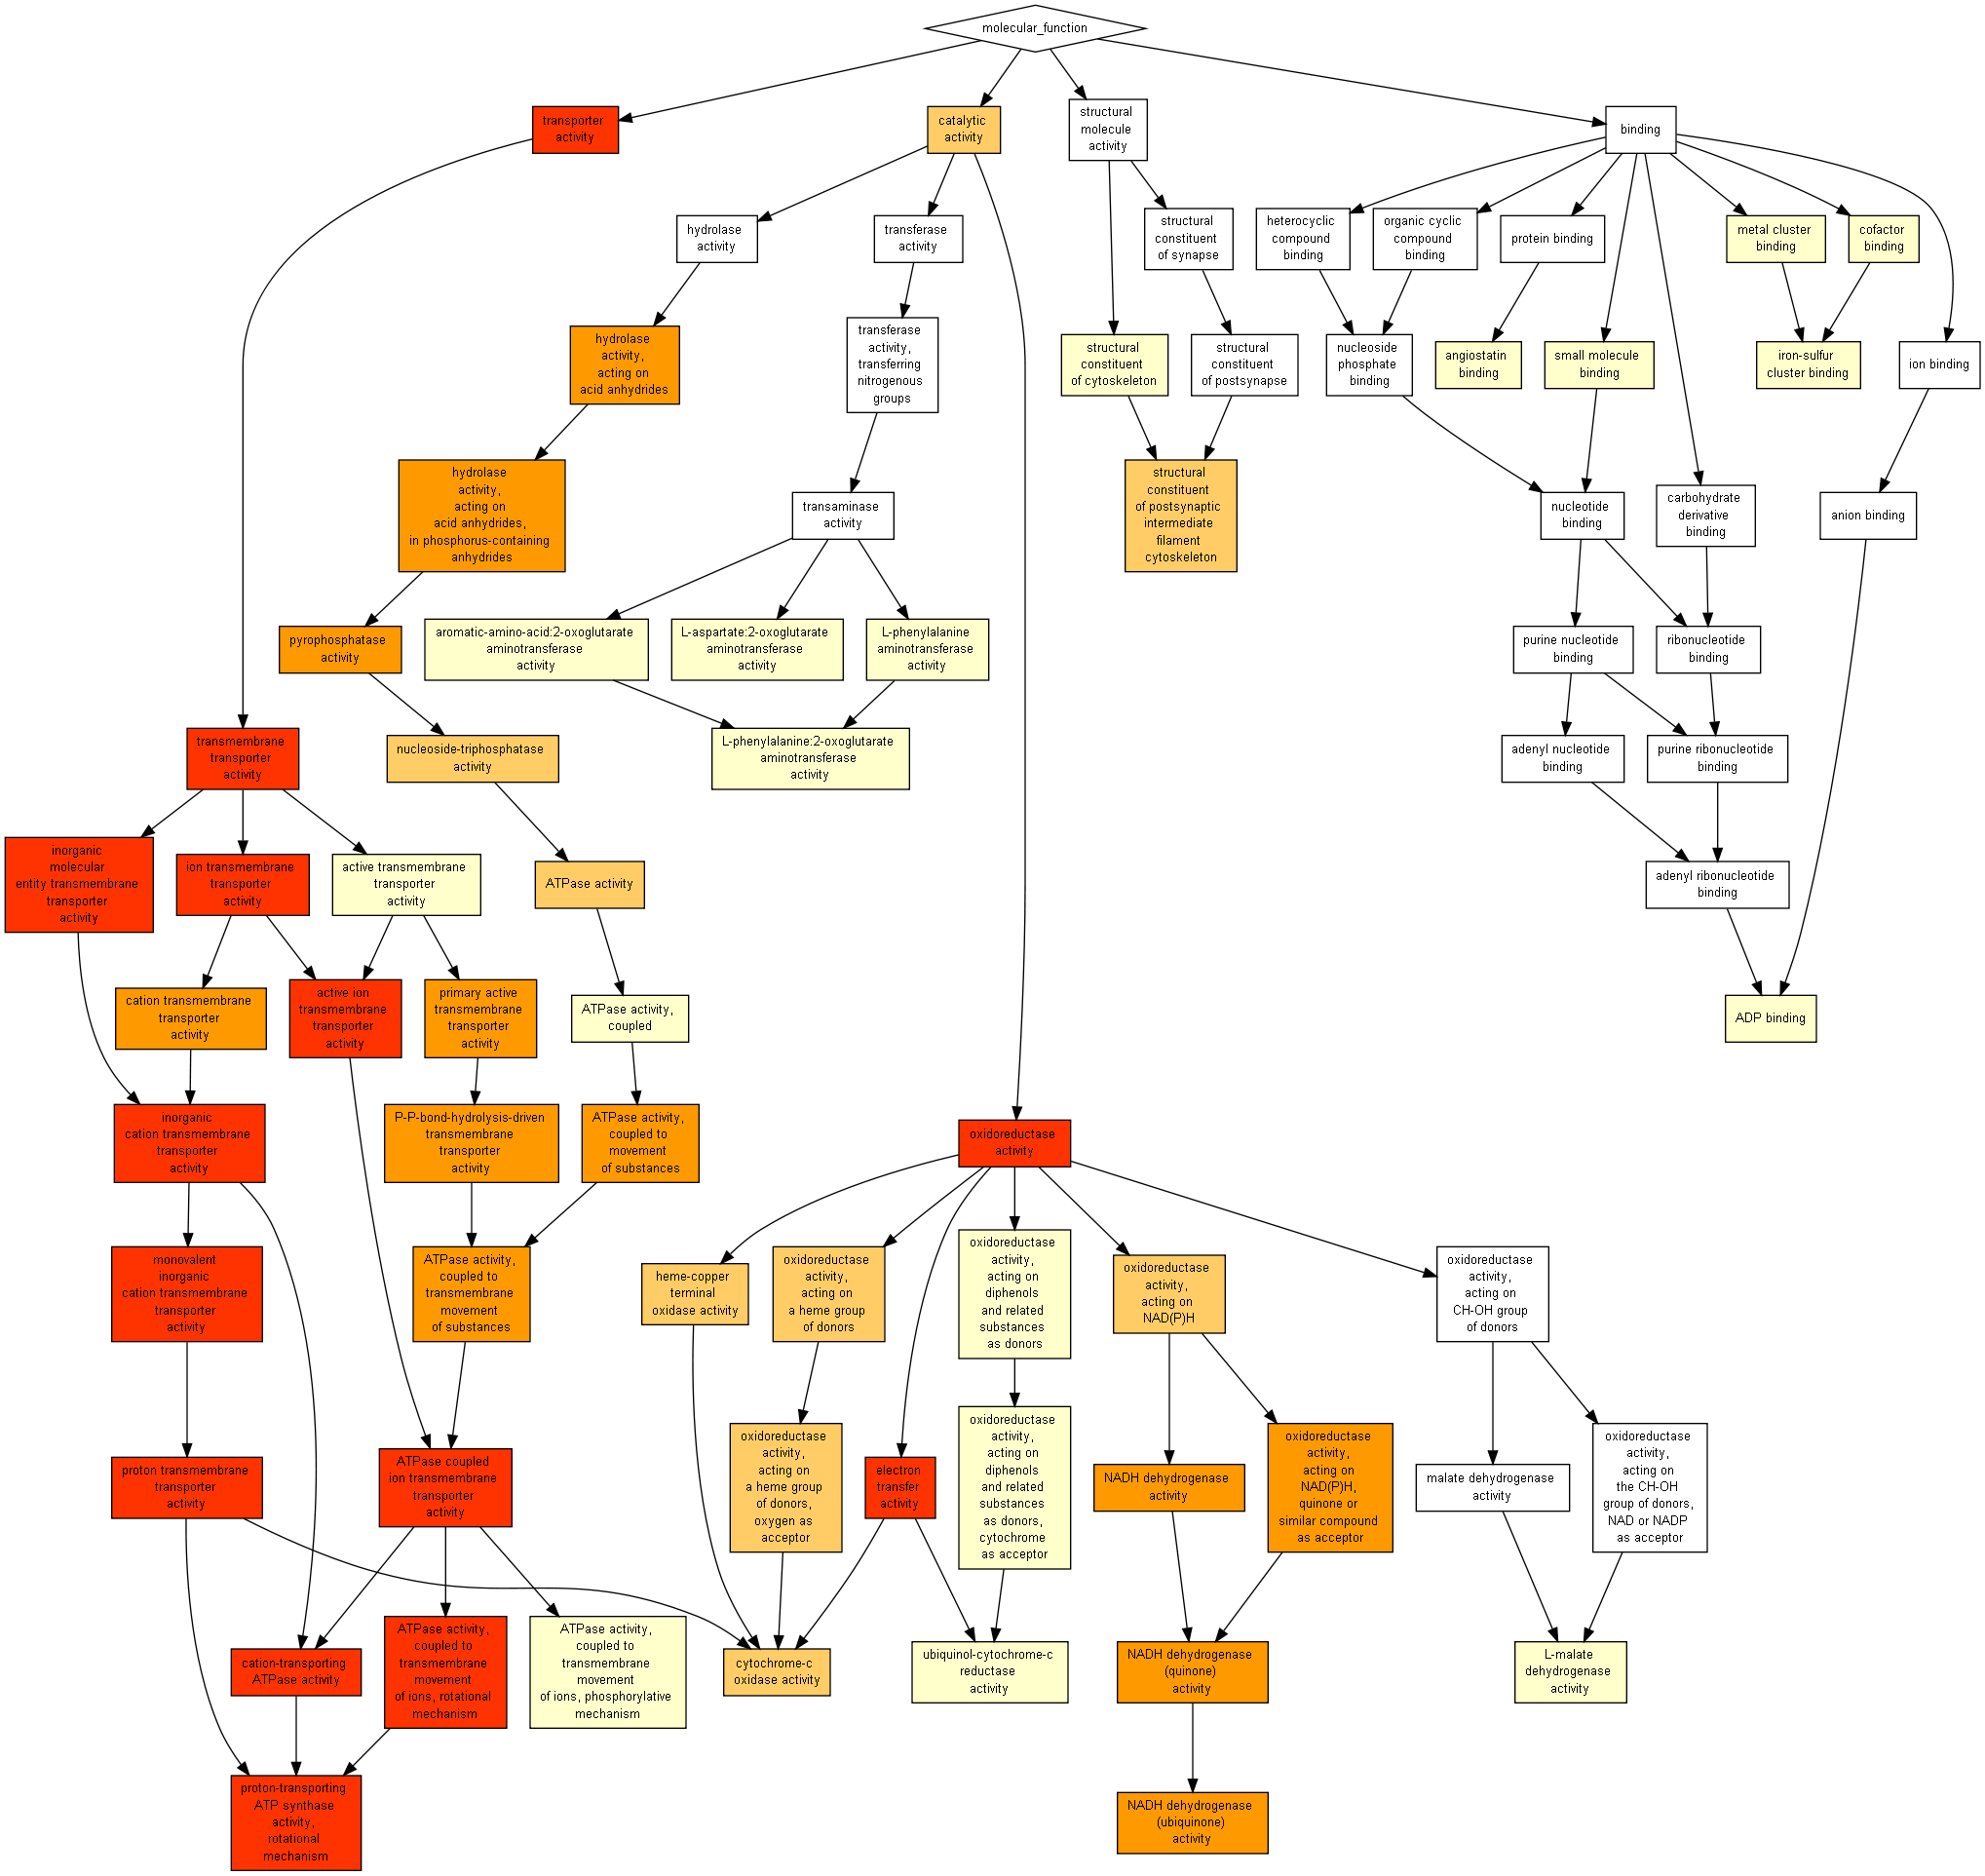 molecular_function
transporter
activity
catalytic
activity
structural
molecule
activity
binding
hydrolase
activity
transferase
activity
structural
constituent
of synapse
heterocyclic
compound
binding
organic cyclic
compound
binding
protein binding
metal cluster
binding
cofactor
binding
hydrolase
activity,
acting on
acid anhydrides
transferase
activity,
transferring
nitrogenous
groups
structural
constituent
of cytoskeleton
structural
constituent
of postsynapse
nucleoside
phosphate
binding
angiostatin
binding
small molecule
binding
iron-sulfur
cluster binding
ion binding
hydrolase
activity,
acting on
acid anhydrides,
in phosphorus-containing
anhydrides
transaminase
activity
structural
constituent
of postsynaptic
intermediate
filament
cytoskeleton
nucleotide
binding
carbohydrate
derivative
binding
anion binding
pyrophosphatase
activity
aromatic-amino-acid:2-oxoglutarate
aminotransferase
activity
L-aspartate:2-oxoglutarate
aminotransferase
activity
L-phenylalanine
aminotransferase
activity
purine nucleotide
binding
ribonucleotide
binding
transmembrane
transporter
activity
nucleoside-triphosphatase
activity
L-phenylalanine:2-oxoglutarate
aminotransferase
activity
adenyl nucleotide
binding
purine ribonucleotide
binding
inorganic
molecular
entity transmembrane
transporter
activity
ion transmembrane
transporter
activity
active transmembrane
transporter
activity
ATPase activity
adenyl ribonucleotide
binding
cation transmembrane
transporter
activity
active ion
transmembrane
transporter
activity
primary active
transmembrane
transporter
activity
ATPase activity,
coupled
ADP binding
inorganic
cation transmembrane
transporter
activity
P-P-bond-hydrolysis-driven
transmembrane
transporter
activity
ATPase activity,
coupled to
movement
of substances
oxidoreductase
activity
monovalent
inorganic
cation transmembrane
transporter
activity
ATPase activity,
coupled to
transmembrane
movement
of substances
heme-copper
terminal
oxidase activity
oxidoreductase
activity,
acting on
a heme group
of donors
oxidoreductase
activity,
acting on
diphenols
and related
substances
as donors
oxidoreductase
activity,
acting on
NAD(P)H
oxidoreductase
activity,
acting on
CH-OH group
of donors
proton transmembrane
transporter
activity
ATPase coupled
ion transmembrane
transporter
activity
oxidoreductase
activity,
acting on
a heme group
of donors,
oxygen as
acceptor
electron
transfer
activity
oxidoreductase
activity,
acting on
diphenols
and related
substances
as donors,
cytochrome
as acceptor
NADH dehydrogenase
activity
oxidoreductase
activity,
acting on
NAD(P)H,
quinone or
similar compound
as acceptor
malate dehydrogenase
activity
oxidoreductase
activity,
acting on
the CH-OH
group of donors,
NAD or NADP
as acceptor
cation-transporting
ATPase activity
ATPase activity,
coupled to
transmembrane
movement
of ions, rotational
mechanism
ATPase activity,
coupled to
transmembrane
movement
of ions, phosphorylative
mechanism
cytochrome-c
oxidase activity
ubiquinol-cytochrome-c
reductase
activity
NADH dehydrogenase
(quinone)
activity
L-malate
dehydrogenase
activity
proton-transporting
ATP synthase
activity,
rotational
mechanism
NADH dehydrogenase
(ubiquinone)
activity